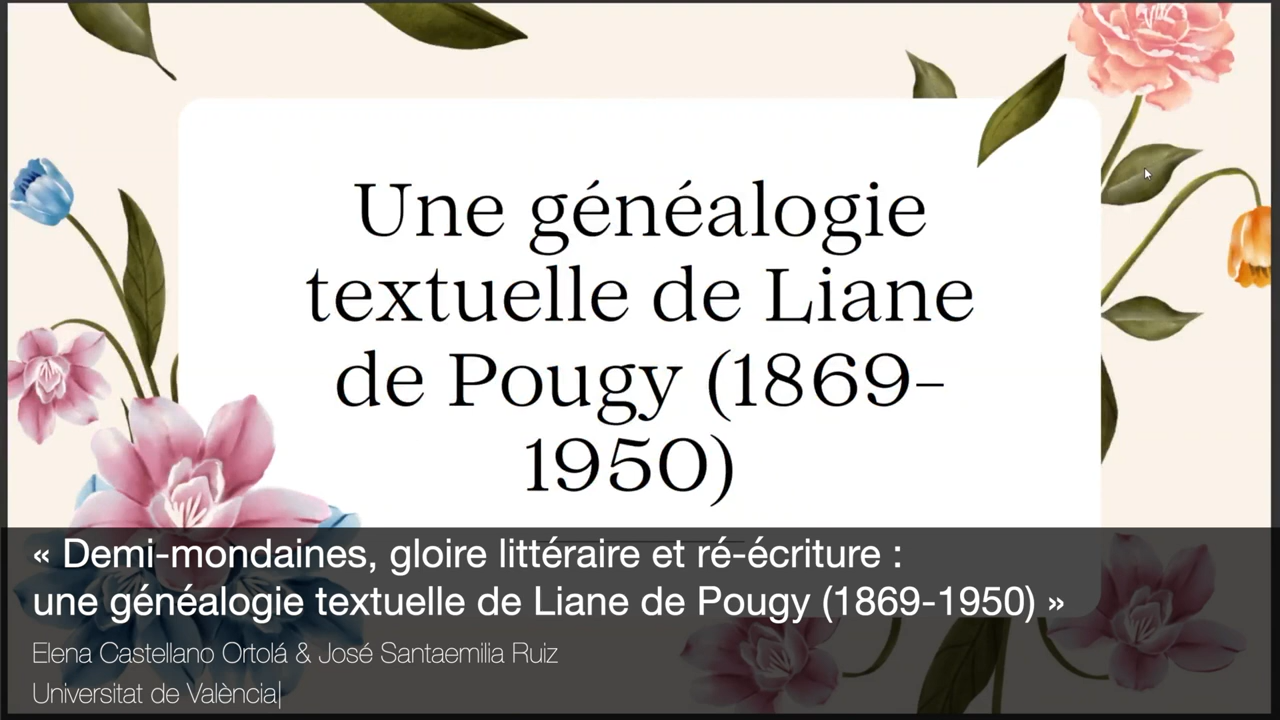 Une généalogie
textuelle de Liane
de Pougy (1869-
1950)
« Demi-mondaines, gloire littéraire et ré-écriture :
une généalogie textuelle de Liane de Pougy (1869-1950) »
Elena Castellano Ortolá & José Santaemilia Ruiz
Universitat de València|